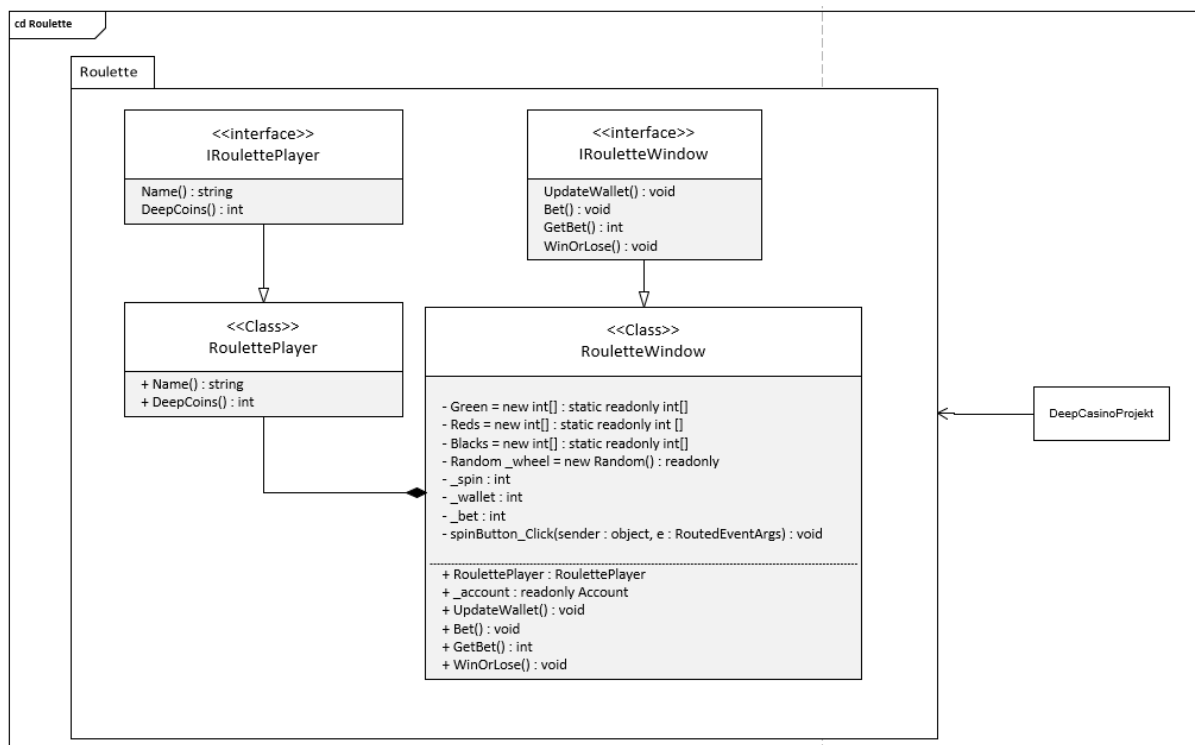 cd Roulette
Roulette
<<interface>>
IRoulettePlayer
Name() : string
DeepCoins() : int
<<interface>>
IRouletteWindow
UpdateWallet() : void
Bet() : void
GetBet() : int
WinOrLose() : void
<<Class>>
RoulettePlayer
+ Name() : string
+ DeepCoins() : int
<<Class>>
RouletteWindow
- Green = new int[] : static readonly int[]
- Reds = new int[] : static readonly int []
- Blacks = new int[] : static readonly int[]
- Random _wheel = new Random() : readonly
- _spin : int
- _wallet : int
- _bet : int
- spinButton_Click(sender : object, e : RoutedEventArgs) : void
+ RoulettePlayer : RoulettePlayer
+ _account : readonly Account
+ UpdateWallet() : void
+ Bet() : void
+ GetBet() : int
+ WinOrLose() : void
DeepCasinoProjekt